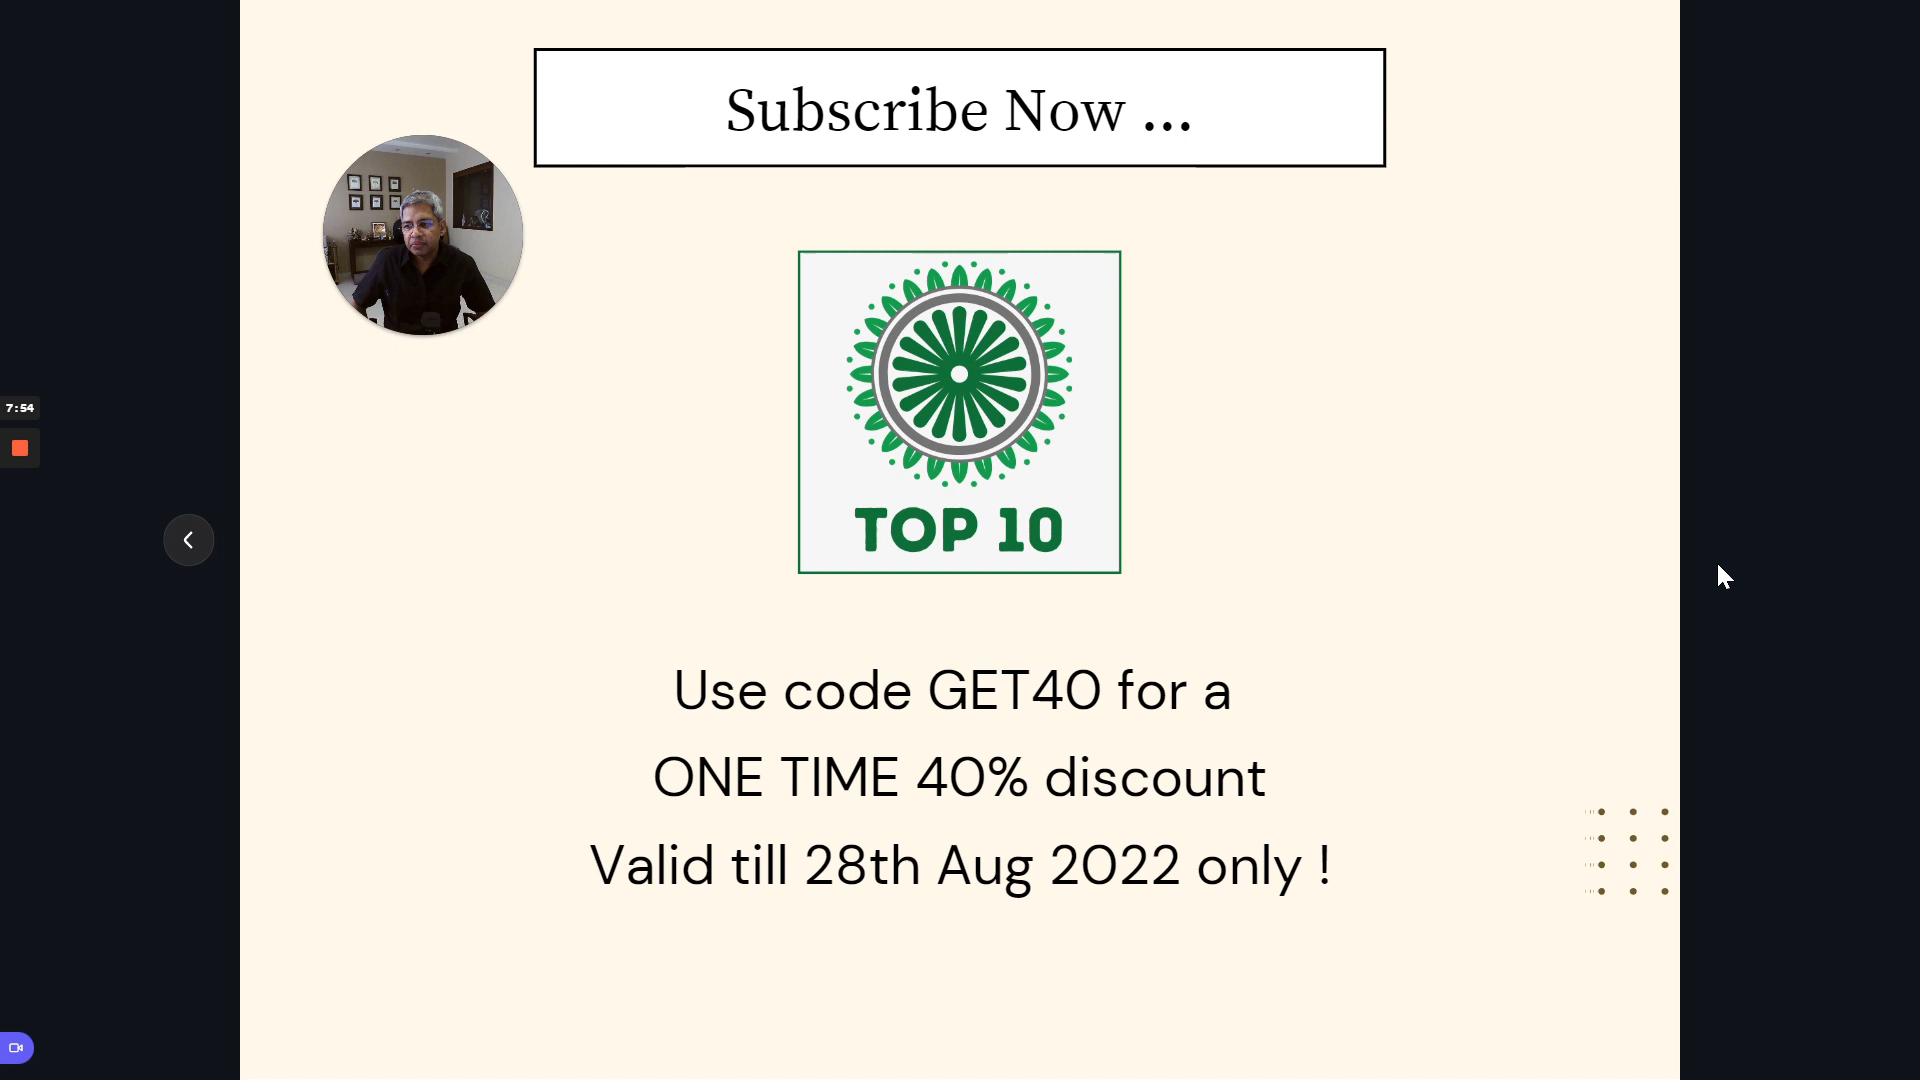 Subscribe Now ...
7:54
TOP 10
Use code GET40 for a
ONE TIME 40% discount
Valid till 28th Aug 2022 only !